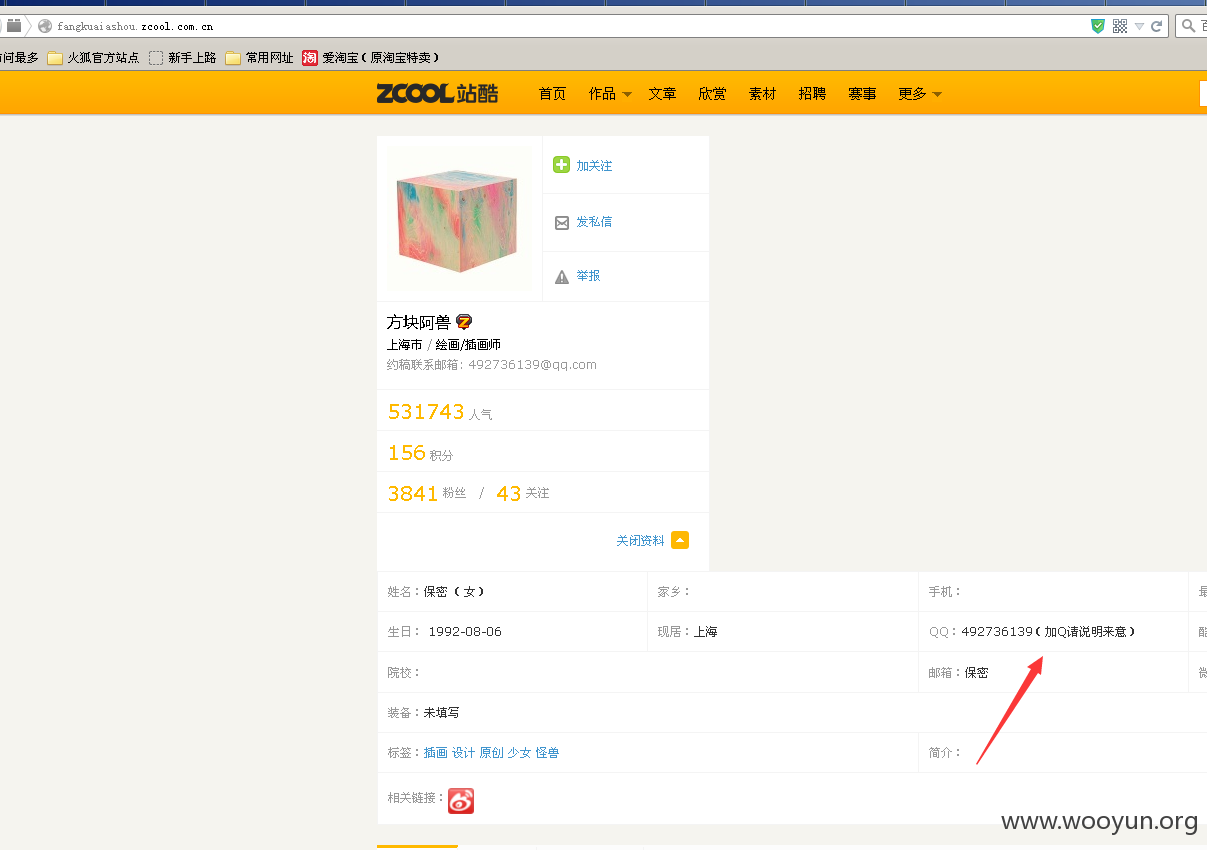 fangkuaiashou.zcool.com.cn
问最多 火狐官方站点 新手上路 常用网址 淘 爱淘宝（原淘宝特卖）
ZCOOL站酷 首页 作品 文章 欣赏 素材 招聘 赛事 更多
加关注
发私信
举报
方块阿兽
上海市 / 绘画/插画师
约稿联系邮箱：492736139@qq.com
531743 人气
156 积分
3841 粉丝 / 43 关注
关闭资料
姓名：保密（女） 家乡： 手机：
生日： 1992-08-06 现居：上海 QQ：492736139（加Q请说明来意）
院校： 邮箱：保密
装备：未填写
标签：插画 设计 原创 少女 怪兽 简介：
相关链接：
www.wooyun.org